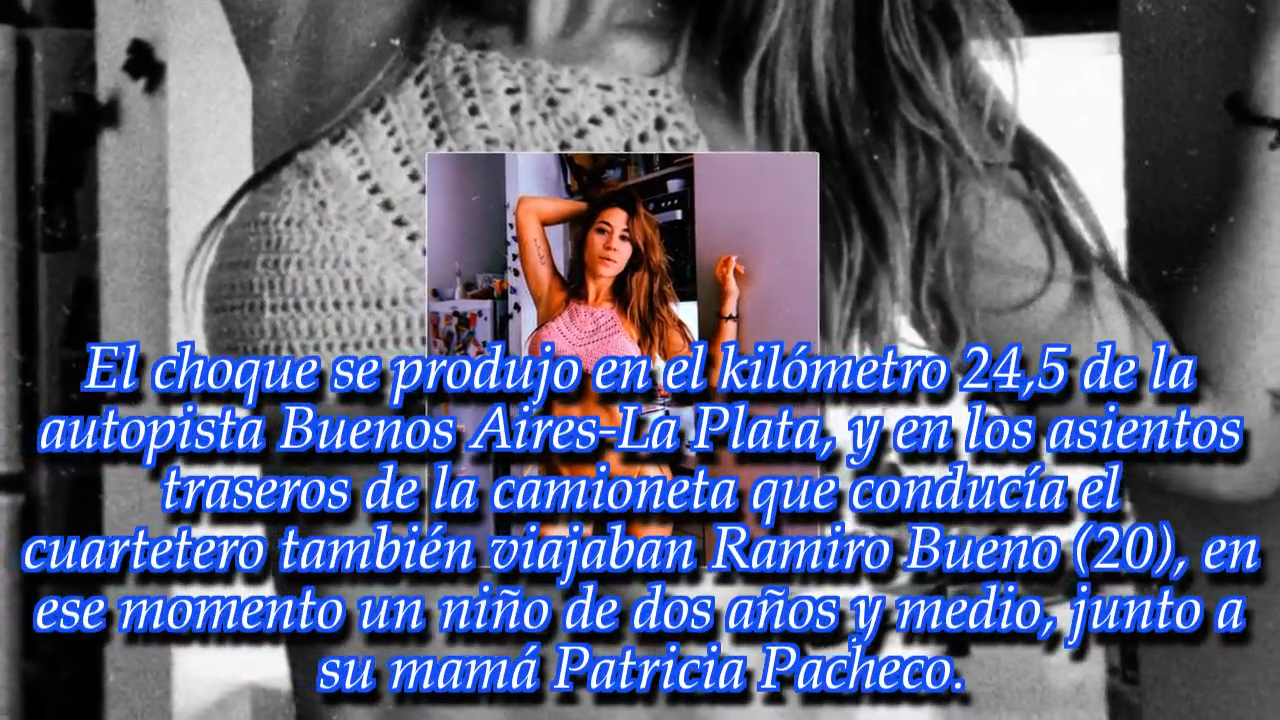 El choque se produjo en el kilómetro 24,5 de la
autopista Buenos Aires-La Plata, y en los asientos
traseros de la camioneta que conducía el
cuartetero también viajaban Ramiro Bueno (20), en
ese momento un niño de dos años y medio, junto a
su mamá Patricia Pacheco.